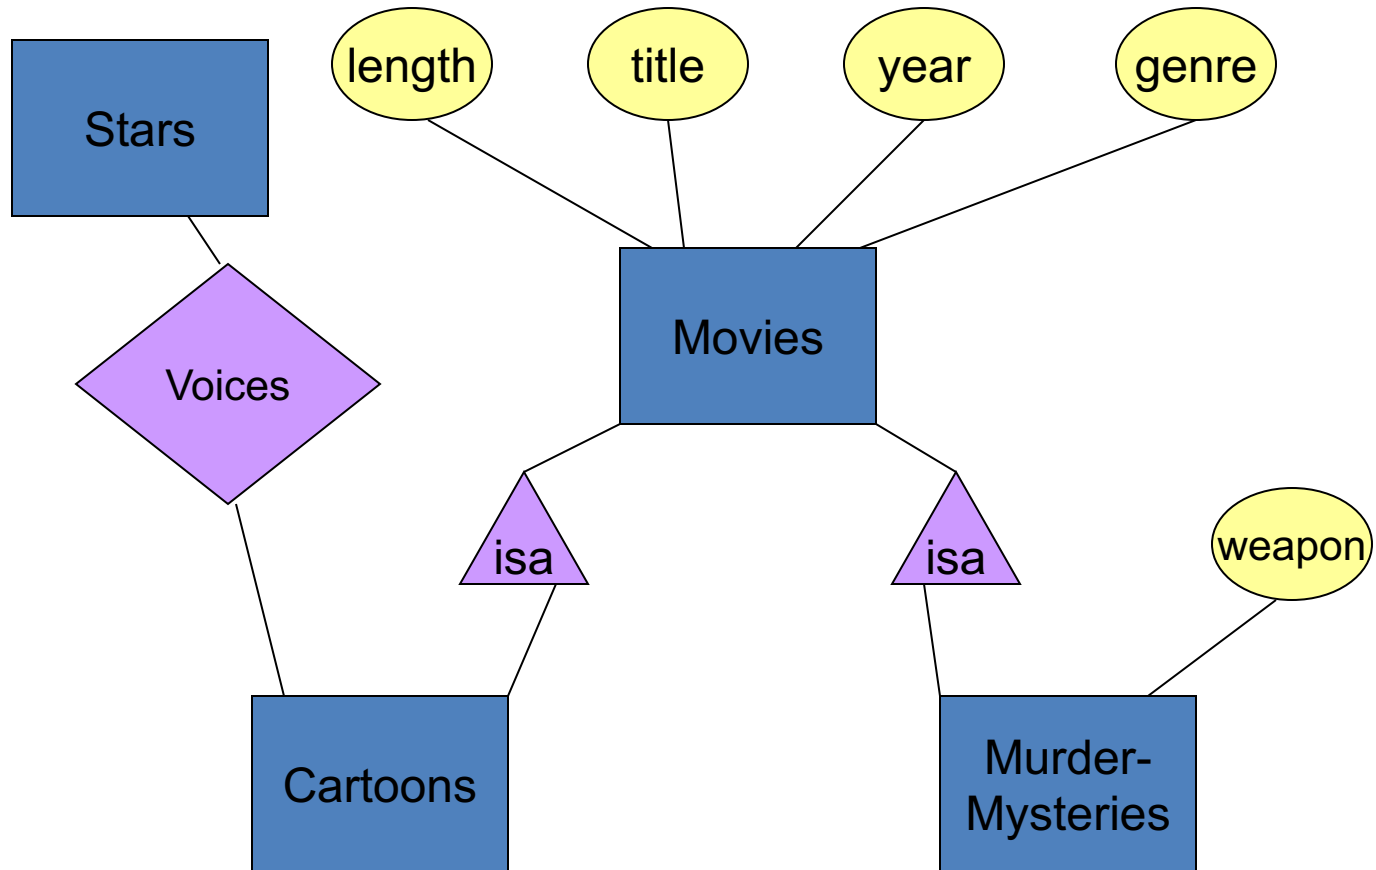 length
title
year
genre
Stars
Movies
Voices
isa
isa
weapon
Cartoons
Murder-
Mysteries